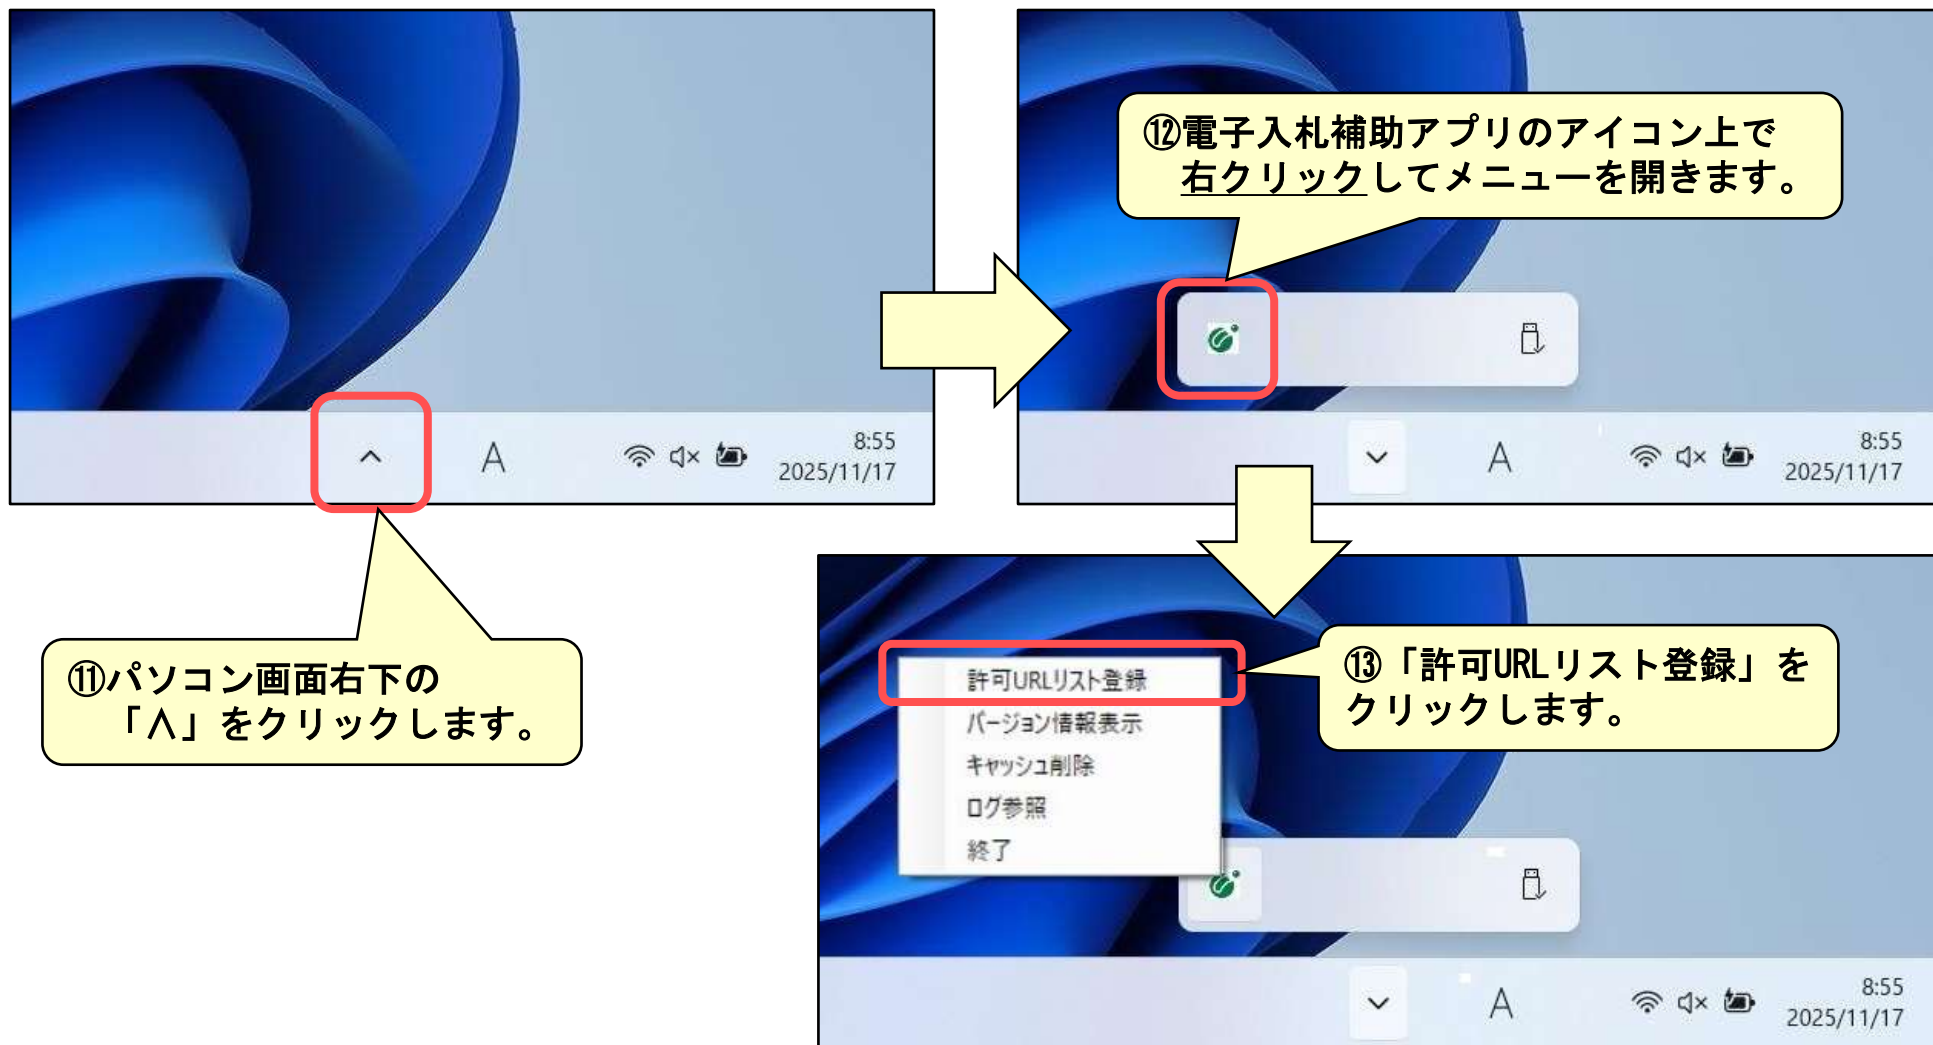 A
8:55
2025/11/17
⑪パソコン画面右下の
「∧」をクリックします。
⑫電子入札補助アプリのアイコン上で
右クリックしてメニューを開きます。
A
8:55
2025/11/17
⑬「許可URLリスト登録」を
クリックします。
許可URLリスト登録
バージョン情報表示
キャッシュ削除
ログ参照
終了
A
8:55
2025/11/17